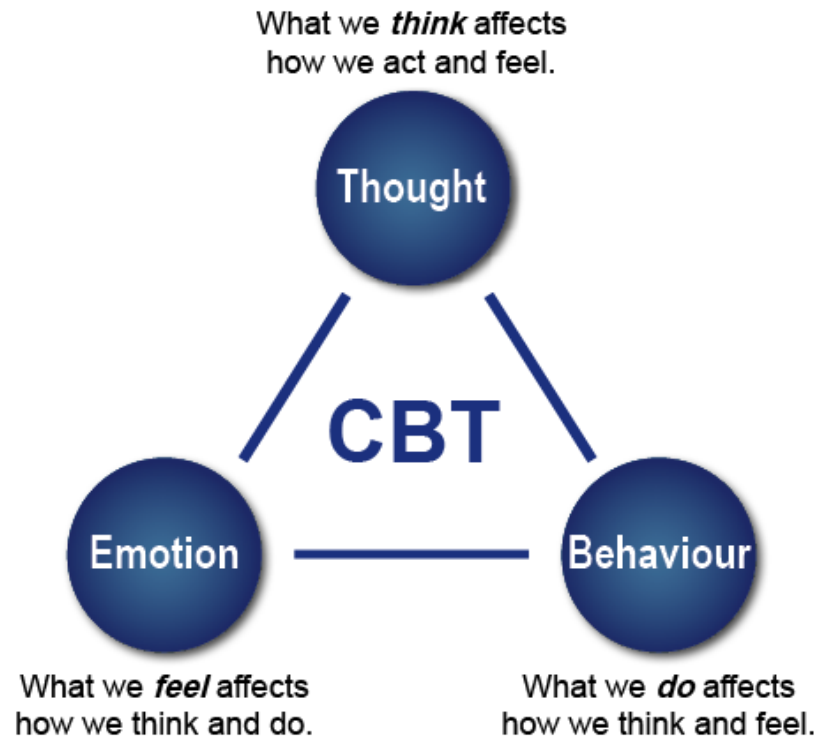 What we think affects
how we act and feel.
Thought
CBT
Emotion
Behaviour
What we feel affects
how we think and do.
What we do affects
how we think and feel.